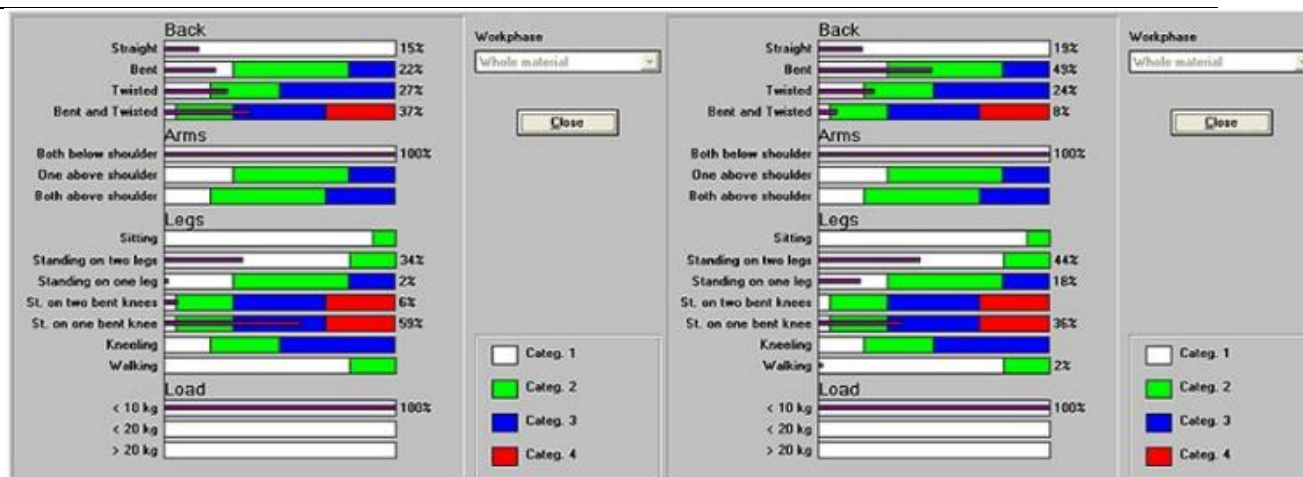 Back
Straight 15%
Bent 22%
Twisted 27%
Bent and Twisted 37%
Arms
Both below shoulder 100%
One above shoulder
Both above shoulder
Legs
Sitting
Standing on two legs 34%
Standing on one leg 2%
St. on two bent knees 6%
St. on one bent knee 59%
Kneeling
Walking
Load
< 10 kg 100%
< 20 kg
> 20 kg
Workphase
Whole material
Close
Categ. 1
Categ. 2
Categ. 3
Categ. 4
Back
Straight 19%
Bent 49%
Twisted 24%
Bent and Twisted 8%
Arms
Both below shoulder 100%
One above shoulder
Both above shoulder
Legs
Sitting
Standing on two legs 44%
Standing on one leg 18%
St. on two bent knees
St. on one bent knee 36%
Kneeling
Walking 2%
Load
< 10 kg 100%
< 20 kg
> 20 kg
Workphase
Whole material
Close
Categ. 1
Categ. 2
Categ. 3
Categ. 4